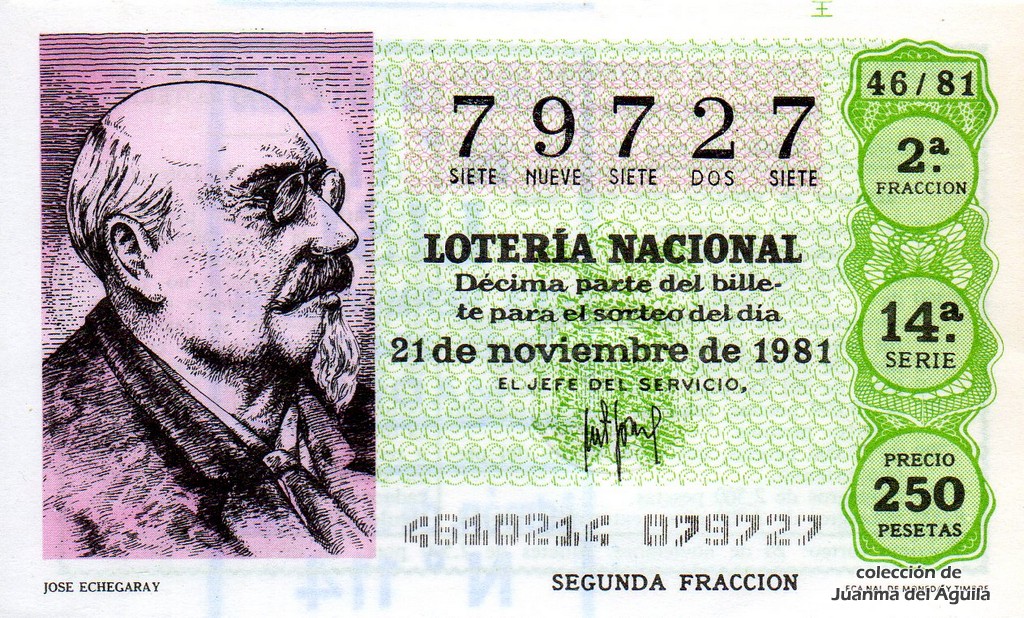 46/81
79727
SIETE NUEVE SIETE DOS SIETE
2.ª
FRACCION
LOTERÍA NACIONAL
Décima parte del bille-
te para el sorteo del día
21 de noviembre de 1981
EL JEFE DEL SERVICIO,
14.ª
SERIE
PRECIO
250
PESETAS
4610214 079727
SEGUNDA FRACCION
JOSE ECHEGARAY
colección de
Juanma del Aguila